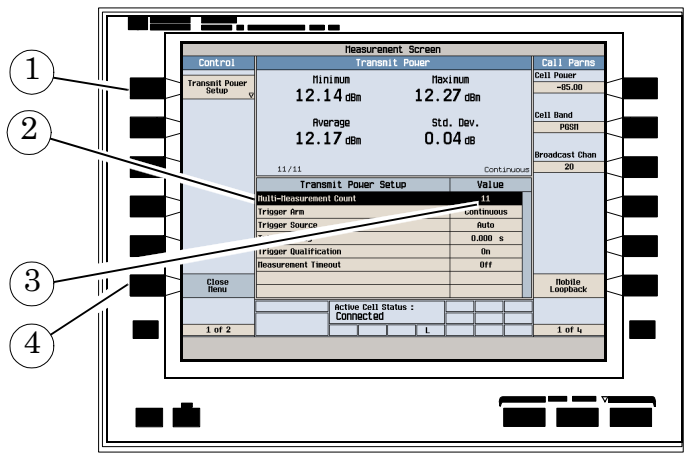 Measurement Screen
Control
Transmit Power
Call Parms
1
Transmit Power Setup
Minimum
Maximum
12.14 dBm
12.27 dBm
Cell Power
-85.00
2
Average
Std. Dev.
12.17 dBm
0.04 dB
Cell Band
PGSM
Broadcast Chan
20
11/11
Continuous
Transmit Power Setup
Value
Multi-Measurement Count
11
Trigger Arm
Continuous
Trigger Source
Auto
0.000 s
Trigger Qualification
On
Measurement Timeout
Off
3
Close Menu
Mobile Loopback
4
Active Cell Status :
Connected
L
1 of 2
1 of 4